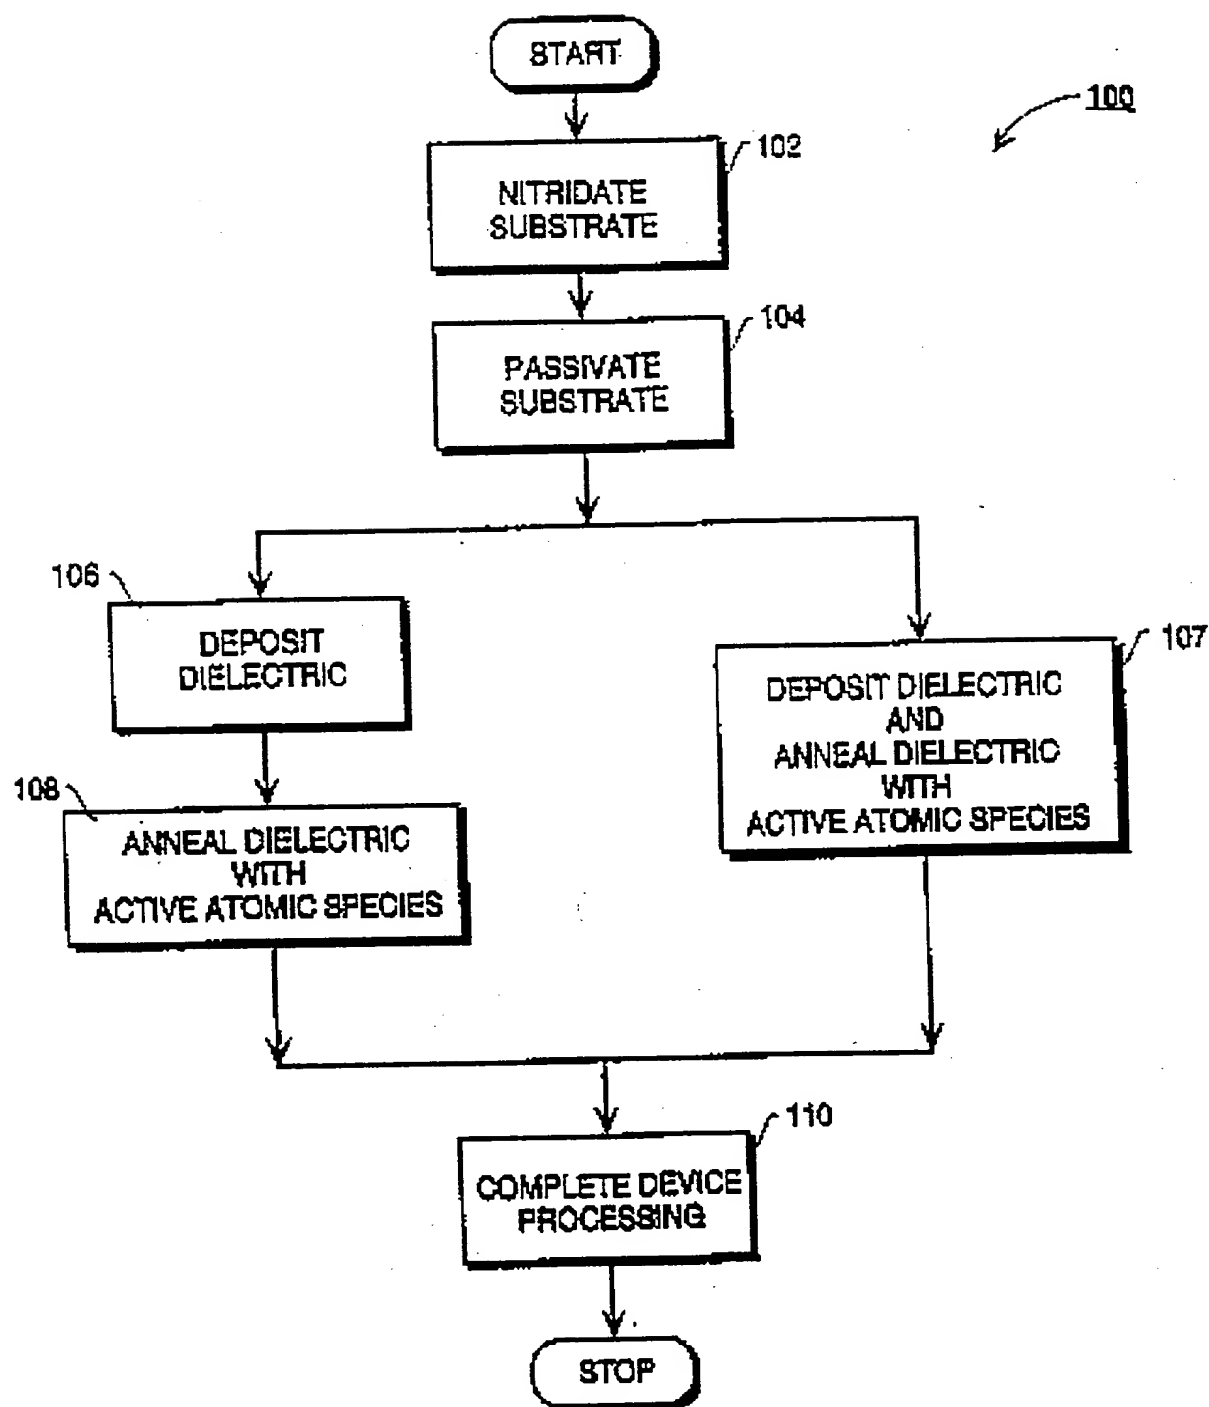 START
100
102
NITRIDATE
SUBSTRATE
104
PASSIVATE
SUBSTRATE
106
DEPOSIT
DIELECTRIC
107
DEPOSIT DIELECTRIC
AND
ANNEAL DIELECTRIC
WITH
ACTIVE ATOMIC SPECIES
108
ANNEAL DIELECTRIC
WITH
ACTIVE ATOMIC SPECIES
110
COMPLETE DEVICE
PROCESSING
STOP